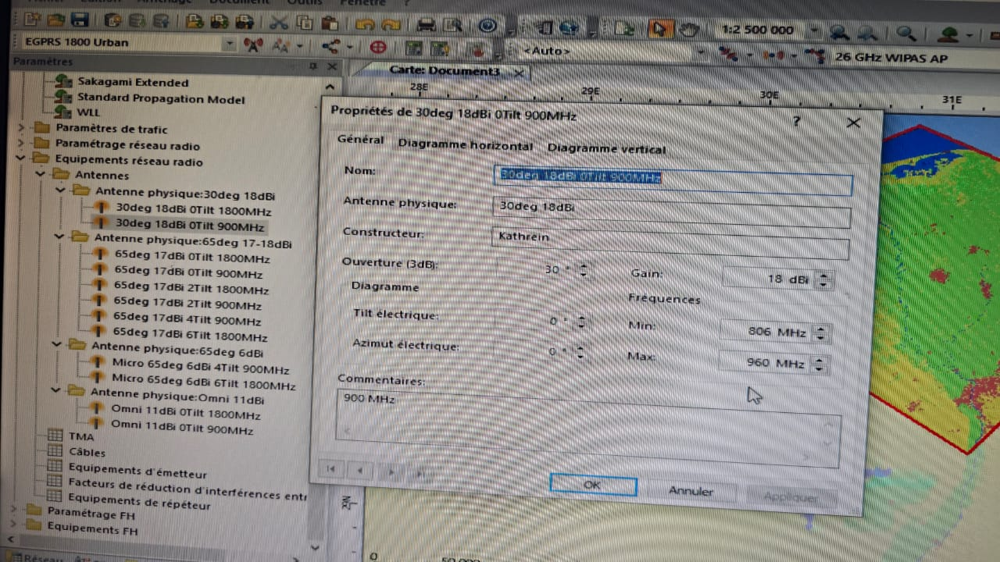 Affichage Document Outils Fenêtre ?
1:2 500 000
EGPRS 1800 Urban
<Auto>
26 GHz WIPAS AP
Paramètres
Sakagami Extended
Standard Propagation Model
WLL
Paramètres de trafic
Paramétrage réseau radio
Equipements réseau radio
Antennes
Antenne physique:30deg 18dBi
30deg 18dBi 0Tilt 1800MHz
30deg 18dBi 0Tilt 900MHz
Antenne physique:65deg 17-18dBi
65deg 17dBi 0Tilt 1800MHz
65deg 17dBi 0Tilt 900MHz
65deg 17dBi 2Tilt 1800MHz
65deg 17dBi 2Tilt 900MHz
65deg 17dBi 4Tilt 900MHz
65deg 17dBi 6Tilt 1800MHz
Antenne physique:65deg 6dBi
Micro 65deg 6dBi 4Tilt 900MHz
Micro 65deg 6dBi 6Tilt 1800MHz
Antenne physique:Omni 11dBi
Omni 11dBi 0Tilt 1800MHz
Omni 11dBi 0Tilt 900MHz
TMA
Câbles
Equipements d'émetteur
Facteurs de réduction d'interférences entr
Equipements de répéteur
Paramétrage FH
Equipements FH
Réseau
Carte: Document3
28E 29E 30E 31E
Propriétés de 30deg 18dBi 0Tilt 900MHz
? 
Général Diagramme horizontal Diagramme vertical
Nom: 30deg 18dBi 0Tilt 900MHz
Antenne physique: 30deg 18dBi
Constructeur: Kathrein
Ouverture (3dB): 30 ° Gain: 18 dBi
Diagramme Fréquences
Tilt électrique: 0 ° Min: 806 MHz
Azimut électrique: 0 ° Max: 960 MHz
Commentaires:
900 MHz
OK Annuler Appliquer
0 50 000